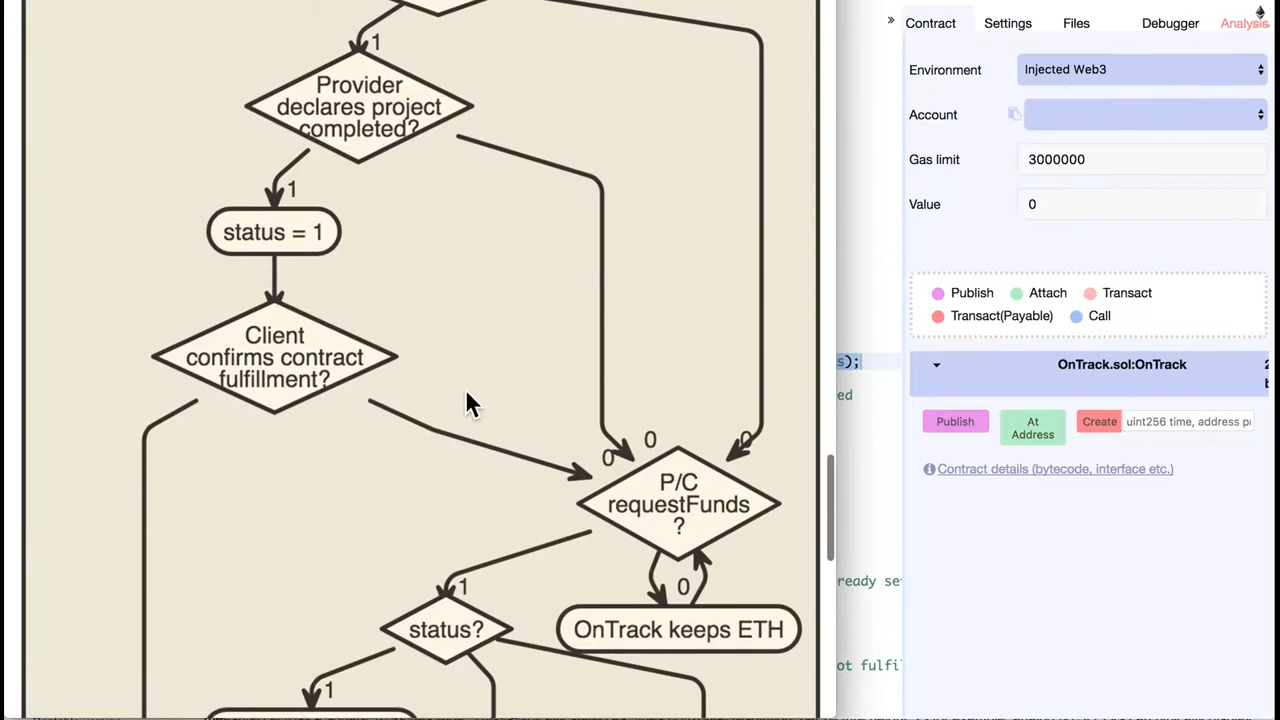 » Contract Settings Files Debugger Analysis
1
Provider
declares project
completed?
1
status = 1
Client
confirms contract
fulfillment?
0
0
0
P/C
requestFunds
?
1
0
status?
OnTrack keeps ETH
1
s);
ed
ready se
ot fulfi
Environment Injected Web3
Account
Gas limit 3000000
Value 0
Publish Attach Transact
Transact(Payable) Call
OnTrack.sol:OnTrack
Publish At Create uint256 time, address
Address
Contract details (bytecode, interface etc.)